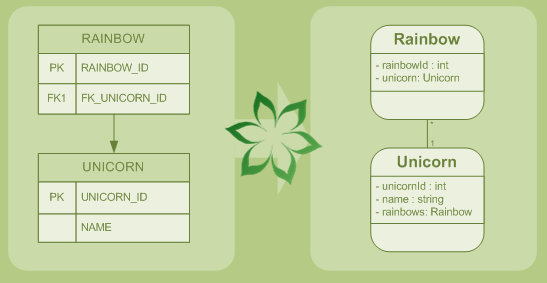 RAINBOW
PK RAINBOW_ID
FK1 FK_UNICORN_ID
UNICORN
PK UNICORN_ID
NAME
Rainbow
- rainbowId : int
- unicorn: Unicorn
*
1
Unicorn
- unicornId : int
- name : string
- rainbows: Rainbow